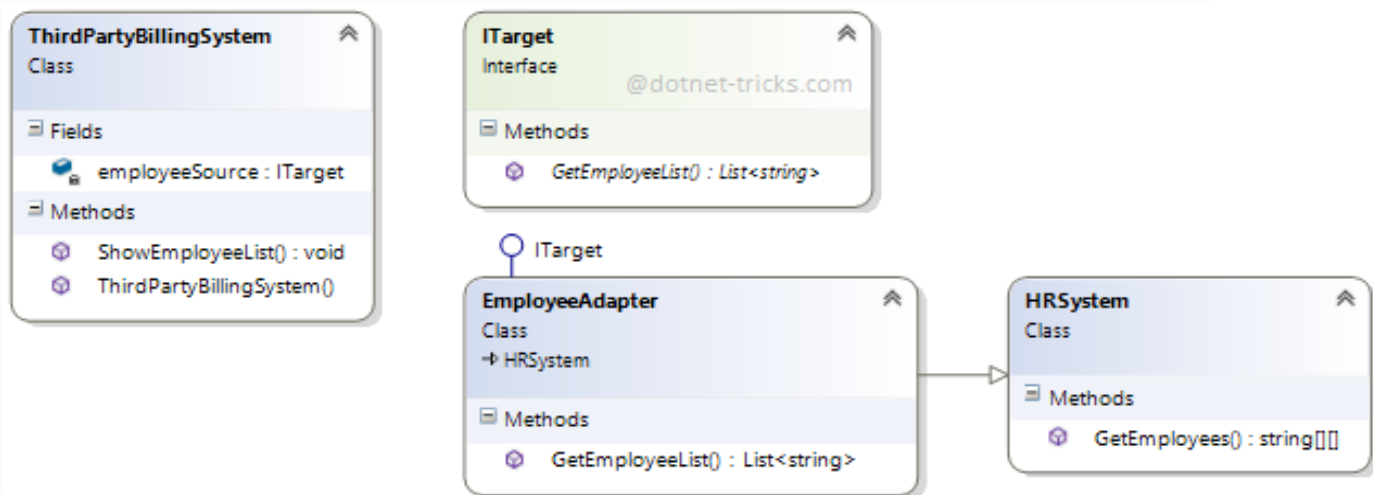 ThirdPartyBillingSystem
Class
Fields
employeeSource : ITarget
Methods
ShowEmployeeList() : void
ThirdPartyBillingSystem()
ITarget
Interface
@dotnet-tricks.com
Methods
GetEmployeeList() : List<string>
ITarget
EmployeeAdapter
Class
HRSystem
Methods
GetEmployeeList() : List<string>
HRSystem
Class
Methods
GetEmployees() : string[][]